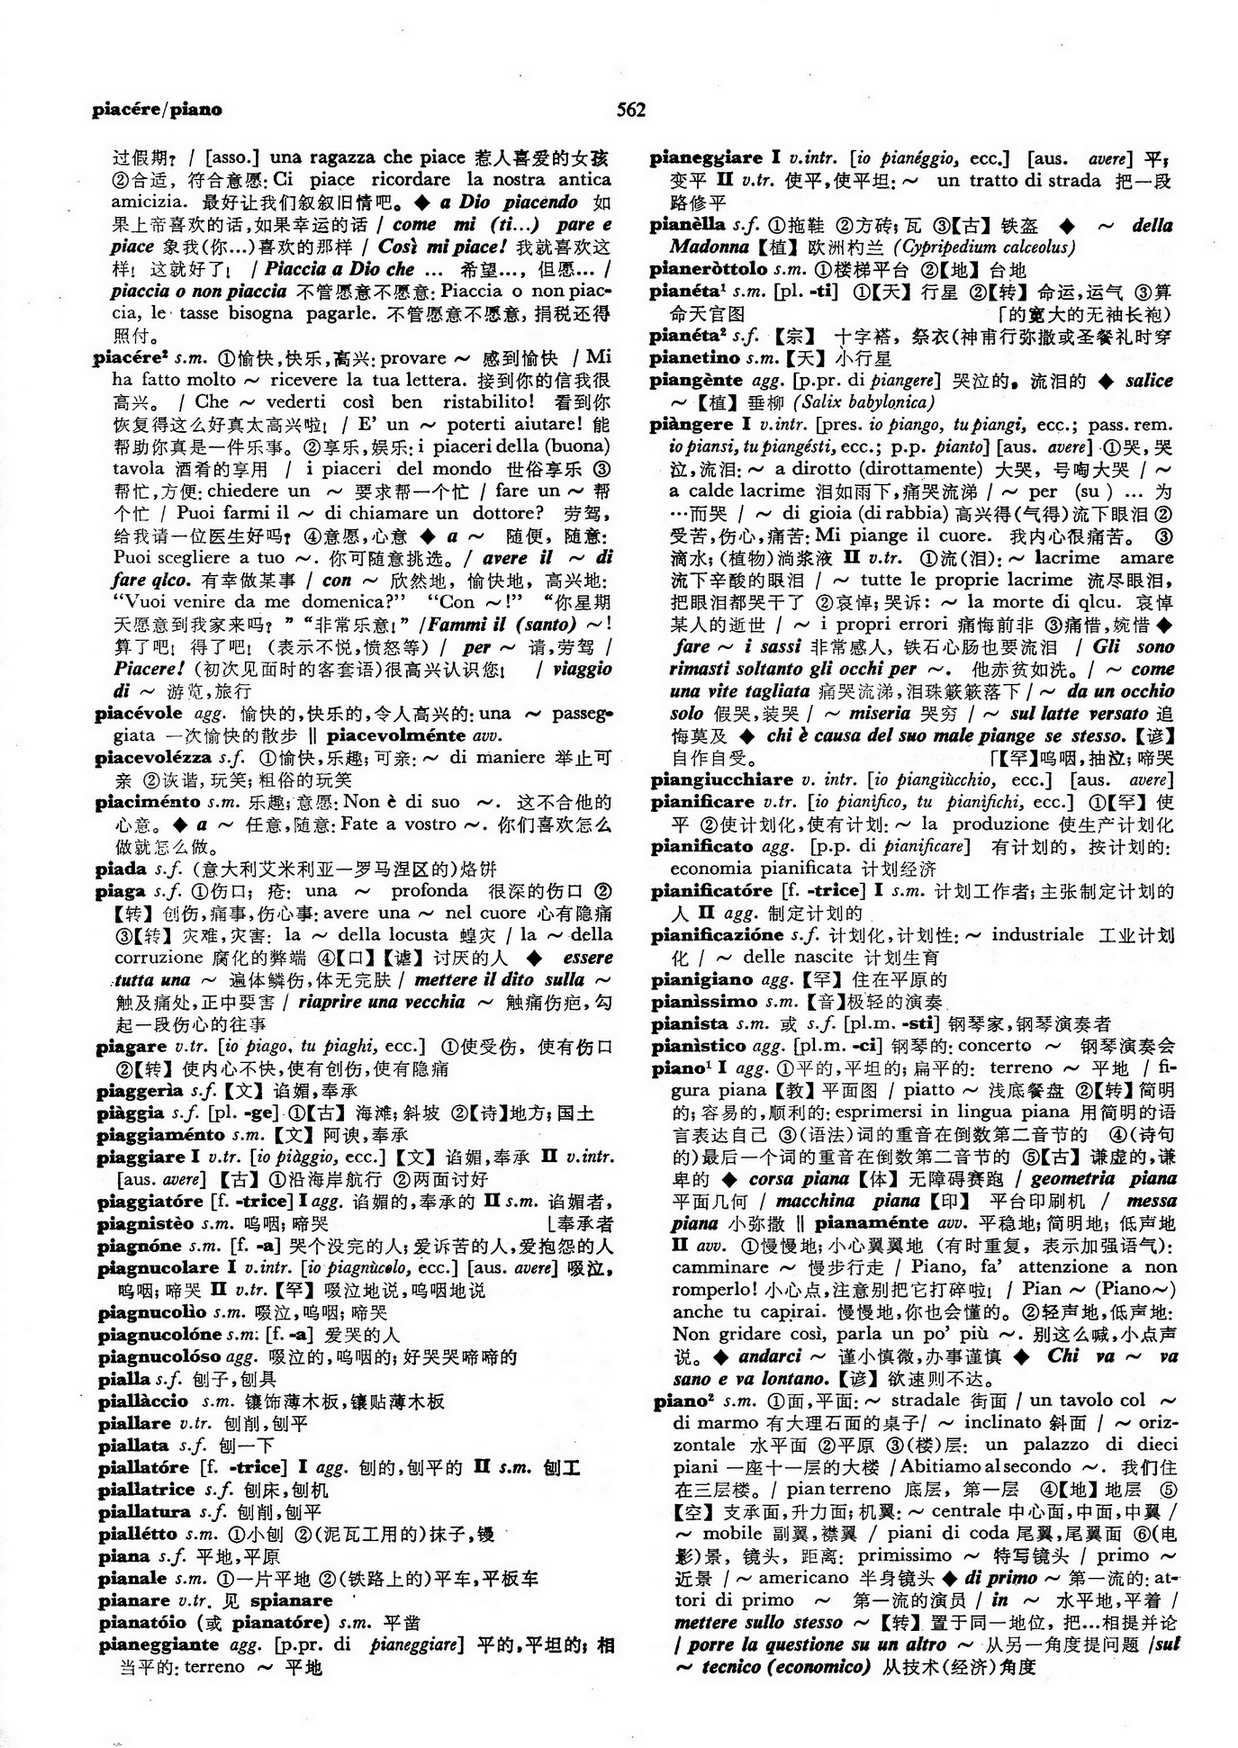 piacére/piano
562
过假期? / [asso.] una ragazza che piace 惹人喜爱的女孩
②合适, 符合意愿: Ci piace ricordare la nostra antica
amicizia. 最好让我们叙叙旧情吧。◆ a Dio piacendo 如
果上帝喜欢的话,如果幸运的话 / come mi (ti...) pare e
piace 象我(你...)喜欢的那样 / Così mi piace! 我就喜欢这
样! 这就好了! / Piaccia a Dio che ... 希望..., 但愿... /
piaccia o non piaccia 不管愿意不愿意: Piaccia o non piac-
cia, le tasse bisogna pagarle. 不管愿意不愿意, 捐税还得
照付。
piacére² s.m. ①愉快,快乐,高兴: provare ～ 感到愉快 / Mi
ha fatto molto ～ ricevere la tua lettera. 接到你的信我很
高兴。 / Che ～ vederti così ben ristabilito! 看到你
恢复得这么好真太高兴啦! / E' un ～ poterti aiutare! 能
帮助你真是一件乐事。②享乐,娱乐: i piaceri della (buona)
tavola 酒肴的享用 / i piaceri del mondo 世俗享乐 ③
帮忙,方便: chiedere un ～ 要求帮一个忙 / fare un ～ 帮
个忙 / Puoi farmi il ～ di chiamare un dottore? 劳驾,
给我请一位医生好吗? ④意愿,心意 ◆ a ～ 随便, 随意:
Puoi scegliere a tuo ～. 你可随意挑选。/ avere il ～ di
fare qlco. 有幸做某事 / con ～ 欣然地, 愉快地, 高兴地:
“Vuoi venire da me domenica?” “Con ～!” “你星期
天愿意到我家来吗? ” “非常乐意!” /Fammi il (santo) ～!
算了吧! 得了吧! (表示不悦,愤怒等) / per ～ 请,劳驾 /
Piacere! (初次见面时的客套语)很高兴认识您! / viaggio
di ～ 游览,旅行
piacévole agg. 愉快的,快乐的,令人高兴的: una ～ passeg-
giata 一次愉快的散步 ‖ piacevolménte avv.
piacevolézza s.f. ①愉快,乐趣; 可亲: ～ di maniere 举止可
亲 ②诙谐, 玩笑; 粗俗的玩笑
piaciménto s.m. 乐趣; 意愿: Non è di suo ～. 这不合他的
心意。◆ a ～ 任意,随意: Fate a vostro ～. 你们喜欢怎么
做就怎么做。
piada s.f. (意大利艾米利亚—罗马涅区的)烙饼
piaga s.f. ①伤口; 疮: una ～ profonda 很深的伤口 ②
【转】创伤,痛事,伤心事: avere una ～ nel cuore 心有隐痛
③【转】灾难,灾害: la ～ della locusta 蝗灾 / la ～ della
corruzione 腐化的弊端 ④【口】【谑】讨厌的人 ◆ essere
tutta una ～ 遍体鳞伤,体无完肤 / mettere il dito sulla ～
触及痛处,正中要害 / riaprire una vecchia ～ 触痛伤疤,勾
起一段伤心的往事
piagare v.tr. [io piago, tu piaghi, ecc.] ①使受伤, 使有伤口
②【转】使内心不快,使有创伤,使有隐痛
piaggerìa s.f.【文】谄媚,奉承
piàggia s.f. [pl. -ge] ①【古】海滩; 斜坡 ②【诗】地方; 国土
piaggiaménto s.m.【文】阿谀,奉承
piaggiare I v.tr. [io piàggio, ecc.]【文】谄媚,奉承 II v.intr.
[aus. avere]【古】①沿海岸航行 ②两面讨好
piaggiatóre [f. -trice] I agg. 谄媚的,奉承的 II s.m. 谄媚者,
piagnistèo s.m. 呜咽; 啼哭 ⌊奉承者
piagnóne s.m. [f. -a] 哭个没完的人; 爱诉苦的人,爱抱怨的人
piagnucolare I v.intr. [io piagnùcolo, ecc.] [aus. avere] 啜泣,
呜咽; 啼哭 II v.tr.【罕】啜泣地说,呜咽地说
piagnucolìo s.m. 啜泣,呜咽; 啼哭
piagnucolóne s.m. [f. -a] 爱哭的人
piagnucolóso agg. 啜泣的,呜咽的; 好哭哭啼啼的
pialla s.f. 刨子,刨具
piallàccio s.m. 镶饰薄木板,镶贴薄木板
piallare v.tr. 刨削,刨平
piallata s.f. 刨一下
piallatóre [f. -trice] I agg. 刨的,刨平的 II s.m. 刨工
piallatrice s.f. 刨床,刨机
piallatura s.f. 刨削,刨平
piallétto s.m. ①小刨 ②(泥瓦工用的)抹子,镘
piana s.f. 平地,平原
pianale s.m. ①一片平地 ②(铁路上的)平车,平板车
pianare v.tr. 见 spianare
pianatóio (或 pianatóre) s.m. 平凿
pianeggiante agg. [p.pr. di pianeggiare] 平的,平坦的; 相
当平的: terreno ～ 平地
pianeggiare I v.intr. [io pianéggio, ecc.] [aus. avere] 平;
变平 II v.tr. 使平,使平坦: ～ un tratto di strada 把一段
路修平
pianèlla s.f. ①拖鞋 ②方砖; 瓦 ③【古】铁盔 ◆ ～ della
Madonna【植】欧洲杓兰 (Cypripedium calceolus)
pianeròttolo s.m. ①楼梯平台 ②【地】台地
pianéta¹ s.m. [pl. -ti] ①【天】行星 ②【转】命运,运气 ③算
命天官图 ⌈的宽大的无袖长袍)
pianéta² s.f. 【宗】 十字褡, 祭衣(神甫行弥撒或圣餐礼时穿
pianetino s.m.【天】小行星
piangènte agg. [p.pr. di piangere] 哭泣的, 流泪的 ◆ salice
～【植】垂柳 (Salix babylonica)
piàngere I v.intr. [pres. io piango, tu piangi, ecc.; pass. rem.
io piansi, tu piangésti, ecc.; p.p. pianto] [aus. avere] ①哭,哭
泣,流泪: ～ a dirotto (dirottamente) 大哭, 号啕大哭 / ～
a calde lacrime 泪如雨下,痛哭流涕 / ～ per (su ) ... 为
…而哭 / ～ di gioia (di rabbia) 高兴得(气得)流下眼泪 ②
受苦,伤心,痛苦: Mi piange il cuore. 我内心很痛苦。 ③
滴水; (植物)淌浆液 II v.tr. ①流(泪): ～ lacrime amare
流下辛酸的眼泪 / ～ tutte le proprie lacrime 流尽眼泪,
把眼泪都哭干了 ②哀悼; 哭诉: ～ la morte di qlcu. 哀悼
某人的逝世 / ～ i propri errori 痛悔前非 ③痛惜,惋惜 ◆
fare ～ i sassi 非常感人, 铁石心肠也要流泪 / Gli sono
rimasti soltanto gli occhi per ～. 他赤贫如洗。/ ～ come
una vite tagliata 痛哭流涕,泪珠簌簌落下 / ～ da un occhio
solo 假哭,装哭 / ～ miseria 哭穷 / ～ sul latte versato 追
悔莫及 ◆ chi è causa del suo male piange se stesso.【谚】
自作自受。 ⌈【罕】呜咽,抽泣; 啼哭
piangiucchiare v. intr. [io piangiùcchio, ecc.] [aus. avere]
pianificare v.tr. [io pianifico, tu pianifichi, ecc.] ①【罕】使
平 ②使计划化,使有计划: ～ la produzione 使生产计划化
pianificato agg. [p.p. di pianificare] 有计划的, 按计划的:
economia pianificata 计划经济
pianificatóre [f. -trice] I s.m. 计划工作者; 主张制定计划的
人 II agg. 制定计划的
pianificazióne s.f. 计划化,计划性: ～ industriale 工业计划
化 / ～ delle nascite 计划生育
pianigiano agg.【罕】住在平原的
pianìssimo s.m.【音】极轻的演奏
pianista s.m. 或 s.f. [pl.m. -sti] 钢琴家,钢琴演奏者
pianìstico agg. [pl.m. -ci] 钢琴的: concerto ～ 钢琴演奏会
piano¹ I agg. ①平的,平坦的; 扁平的: terreno ～ 平地 / fi-
gura piana【教】平面图 / piatto ～ 浅底餐盘 ②【转】简明
的; 容易的,顺利的: esprimersi in lingua piana 用简明的语
言表达自己 ③(语法)词的重音在倒数第二音节的 ④(诗句
的)最后一个词的重音在倒数第二音节的 ⑤【古】谦虚的,谦
卑的 ◆ corsa piana【体】无障碍赛跑 / geometria piana
平面几何 / macchina piana【印】 平台印刷机 / messa
piana 小弥撒 ‖ pianaménte avv. 平稳地; 简明地; 低声地
II avv. ①慢慢地; 小心翼翼地 (有时重复, 表示加强语气):
camminare ～ 慢步行走 / Piano, fa' attenzione a non
romperlo! 小心点,注意别把它打碎啦! / Pian ～ (Piano～)
anche tu capirai. 慢慢地,你也会懂的。②轻声地,低声地:
Non gridare così, parla un po' più ～. 别这么喊,小点声
说。◆ andarci ～ 谨小慎微,办事谨慎 ◆ Chi va ～ va
sano e va lontano.【谚】欲速则不达。
piano² s.m. ①面,平面: ～ stradale 街面 / un tavolo col ～
di marmo 有大理石面的桌子/ ～ inclinato 斜面 / ～ oriz-
zontale 水平面 ②平原 ③(楼)层: un palazzo di dieci
piani 一座十一层的大楼 / Abitiamo al secondo ～. 我们住
在三层楼。/ pian terreno 底层, 第一层 ④【地】地层 ⑤
【空】支承面,升力面; 机翼: ～ centrale 中心面,中面,中翼 /
～ mobile 副翼,襟翼 / piani di coda 尾翼,尾翼面 ⑥(电
影)景, 镜头, 距离: primissimo ～ 特写镜头 / primo ～
近景 / ～ americano 半身镜头 ◆ di primo ～ 第一流的: at-
tori di primo ～ 第一流的演员 / in ～ 水平地,平着 /
mettere sullo stesso ～【转】置于同一地位, 把...相提并论
/ porre la questione su un altro ～ 从另一角度提问题 /sul
～ tecnico (economico) 从技术(经济)角度